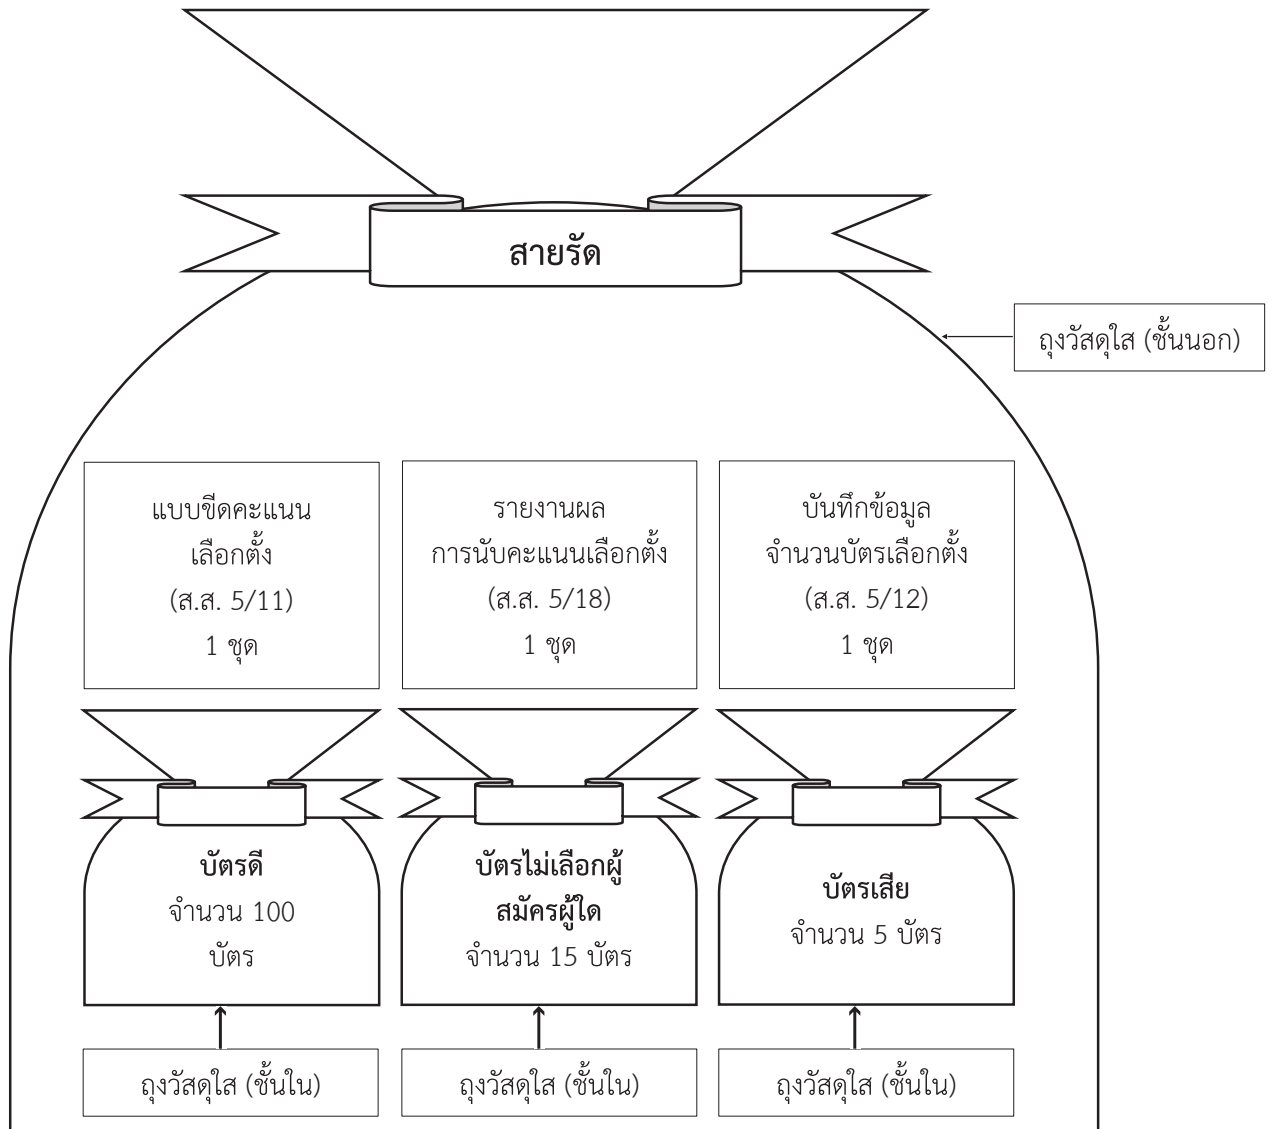 สายรัด
ถุงวัสดุใส (ชั้นนอก)
แบบขีดคะแนน
เลือกตั้ง
(ส.ส. 5/11)
1 ชุด
รายงานผล
การนับคะแนนเลือกตั้ง
(ส.ส. 5/18)
1 ชุด
บันทึกข้อมูล
จำนวนบัตรเลือกตั้ง
(ส.ส. 5/12)
1 ชุด
บัตรดี
จำนวน 100
บัตร
บัตรไม่เลือกผู้
สมัครผู้ใด
จำนวน 15 บัตร
บัตรเสีย
จำนวน 5 บัตร
ถุงวัสดุใส (ชั้นใน)
ถุงวัสดุใส (ชั้นใน)
ถุงวัสดุใส (ชั้นใน)